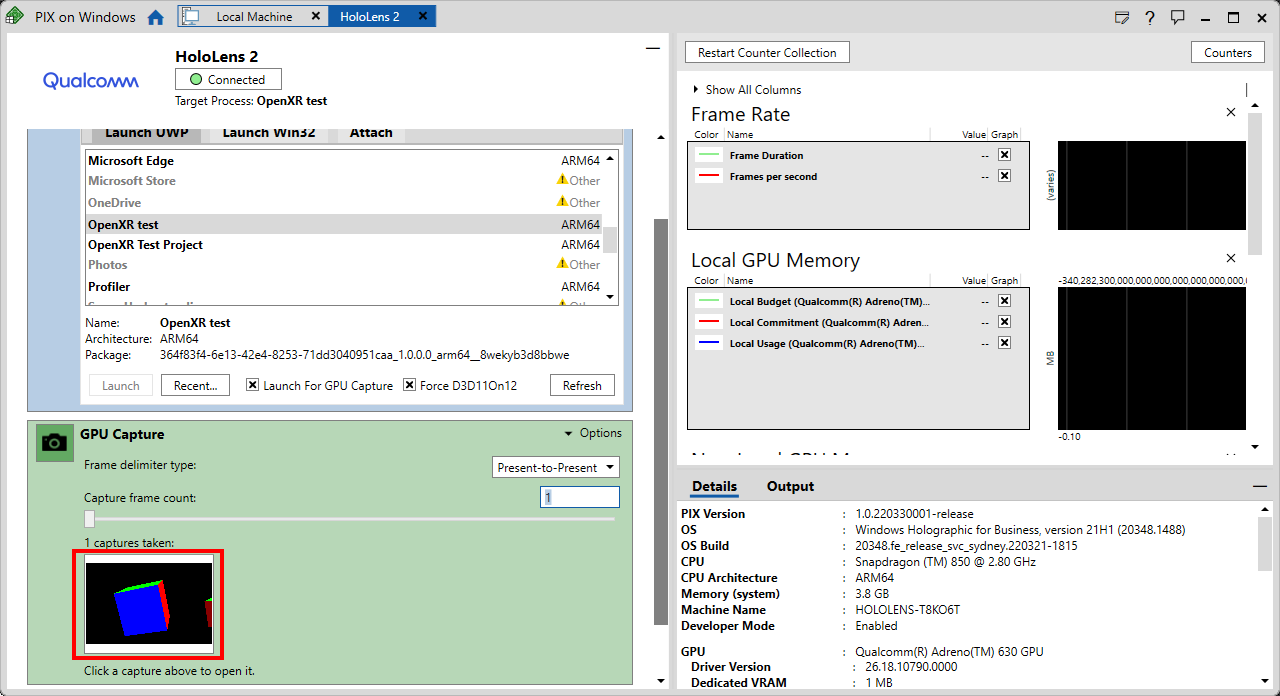 PIX on Windows
Local Machine
HoloLens 2
Qualcomm
HoloLens 2
Connected
Target Process: OpenXR test
Launch UWP Launch Win32 Attach
Microsoft Edge ARM64
Microsoft Store Other
OneDrive Other
OpenXR test ARM64
OpenXR Test Project ARM64
Photos Other
Profiler ARM64
Name: OpenXR test
Architecture: ARM64
Package: 364f83f4-6e13-42e4-8253-71dd3040951caa_1.0.0.0_arm64__8wekyb3d8bbwe
Launch Recent... Launch For GPU Capture Force D3D11On12 Refresh
GPU Capture Options
Frame delimiter type: Present-to-Present
Capture frame count: 1
1 captures taken:
Click a capture above to open it.
Restart Counter Collection Counters
Show All Columns
Frame Rate
Color Name Value Graph
Frame Duration --
Frames per second --
(varies)
Local GPU Memory
Color Name Value Graph
Local Budget (Qualcomm(R) Adreno(TM)... --
Local Commitment (Qualcomm(R) Adren... --
Local Usage (Qualcomm(R) Adreno(TM)... --
-340,282,300,000,000,000,000,000,000,000,
MB
-0.10
Details Output
PIX Version : 1.0.220330001-release
OS : Windows Holographic for Business, version 21H1 (20348.1488)
OS Build : 20348.fe_release_svc_sydney.220321-1815
CPU : Snapdragon (TM) 850 @ 2.80 GHz
CPU Architecture : ARM64
Memory (system) : 3.8 GB
Machine Name : HOLOLENS-T8KO6T
Developer Mode : Enabled
GPU : Qualcomm(R) Adreno(TM) 630 GPU
Driver Version : 26.18.10790.0000
Dedicated VRAM : 1 MB